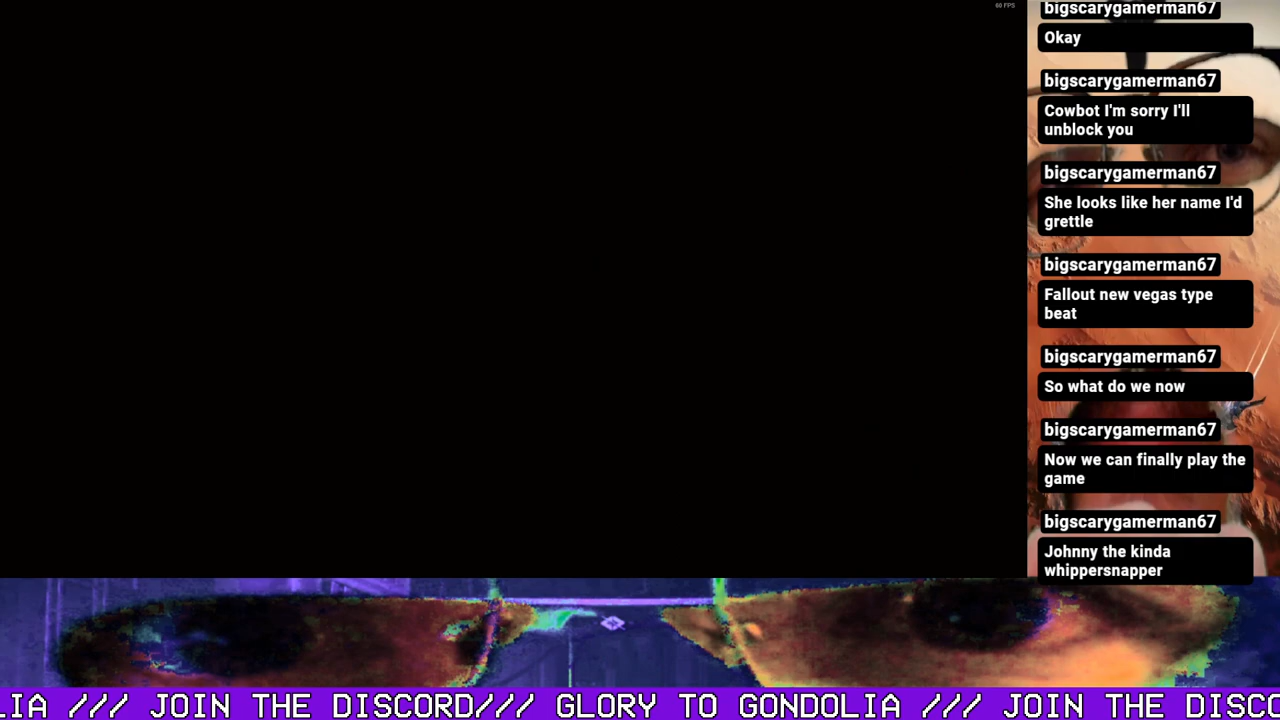 60 FPS
bigscarygamerman67
Okay
bigscarygamerman67
Cowbot I'm sorry I'll
unblock you
bigscarygamerman67
She looks like her name I'd
grettle
bigscarygamerman67
Fallout new vegas type
beat
bigscarygamerman67
So what do we now
bigscarygamerman67
Now we can finally play the
game
bigscarygamerman67
Johnny the kinda
whippersnapper
LIA /// JOIN THE DISCORD/// GLORY TO GONDOLIA /// JOIN THE DISCO